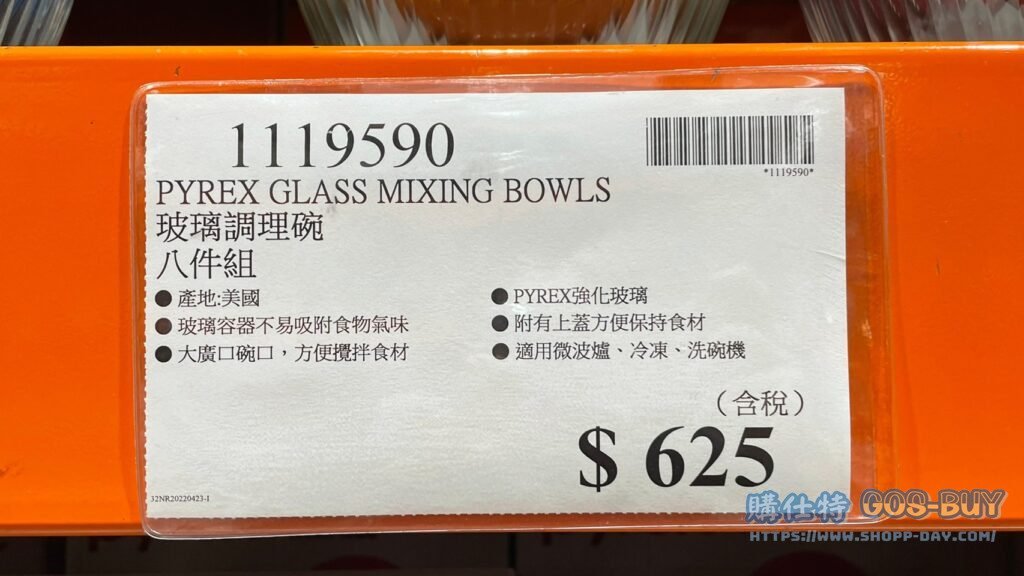 1119590
*1119590*
PYREX GLASS MIXING BOWLS
玻璃調理碗
八件組
●產地:美國
●玻璃容器不易吸附食物氣味
●大廣口碗口，方便攪拌食材
●PYREX強化玻璃
●附有上蓋方便保持食材
●適用微波爐、冷凍、洗碗機
（含稅）
$ 625
32NR20220423-1
購仕特 GOS-BUY
HTTPS://WWW.SHOPP-DAY.COM/